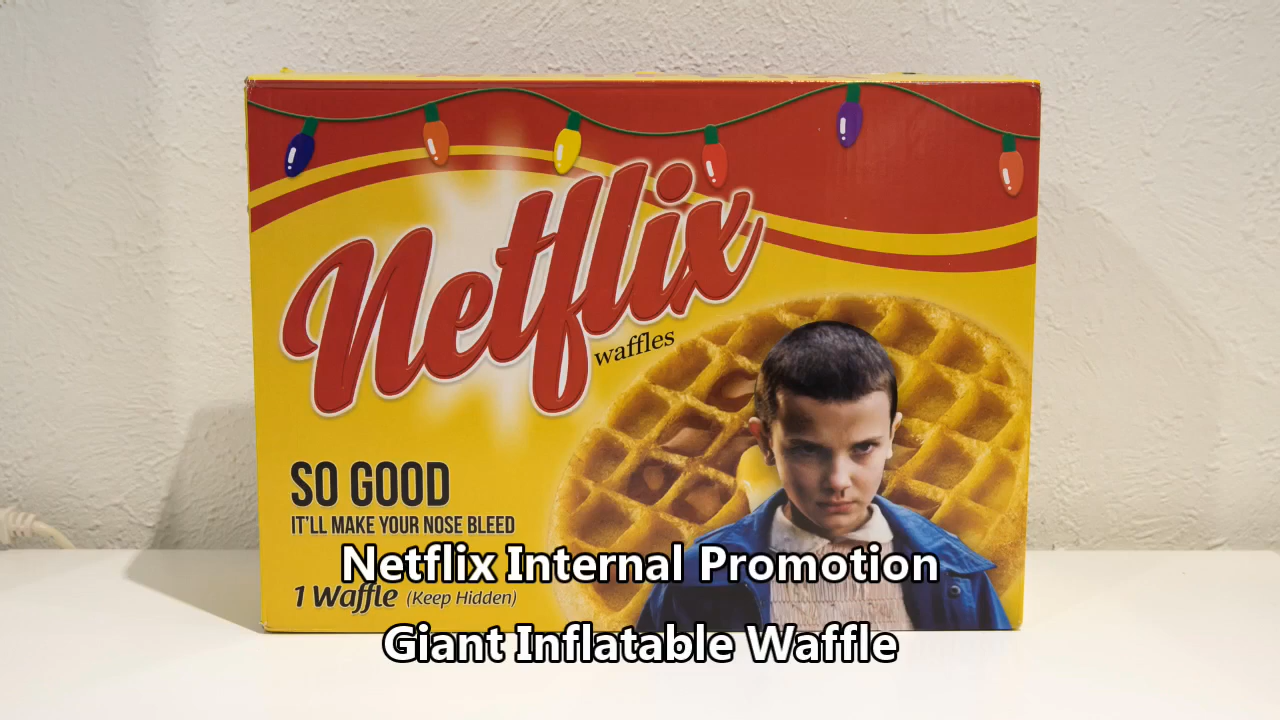 Netflix
waffles
SO GOOD
IT'LL MAKE YOUR NOSE BLEED
1 Waffle (Keep Hidden)
Netflix Internal Promotion
Giant Inflatable Waffle